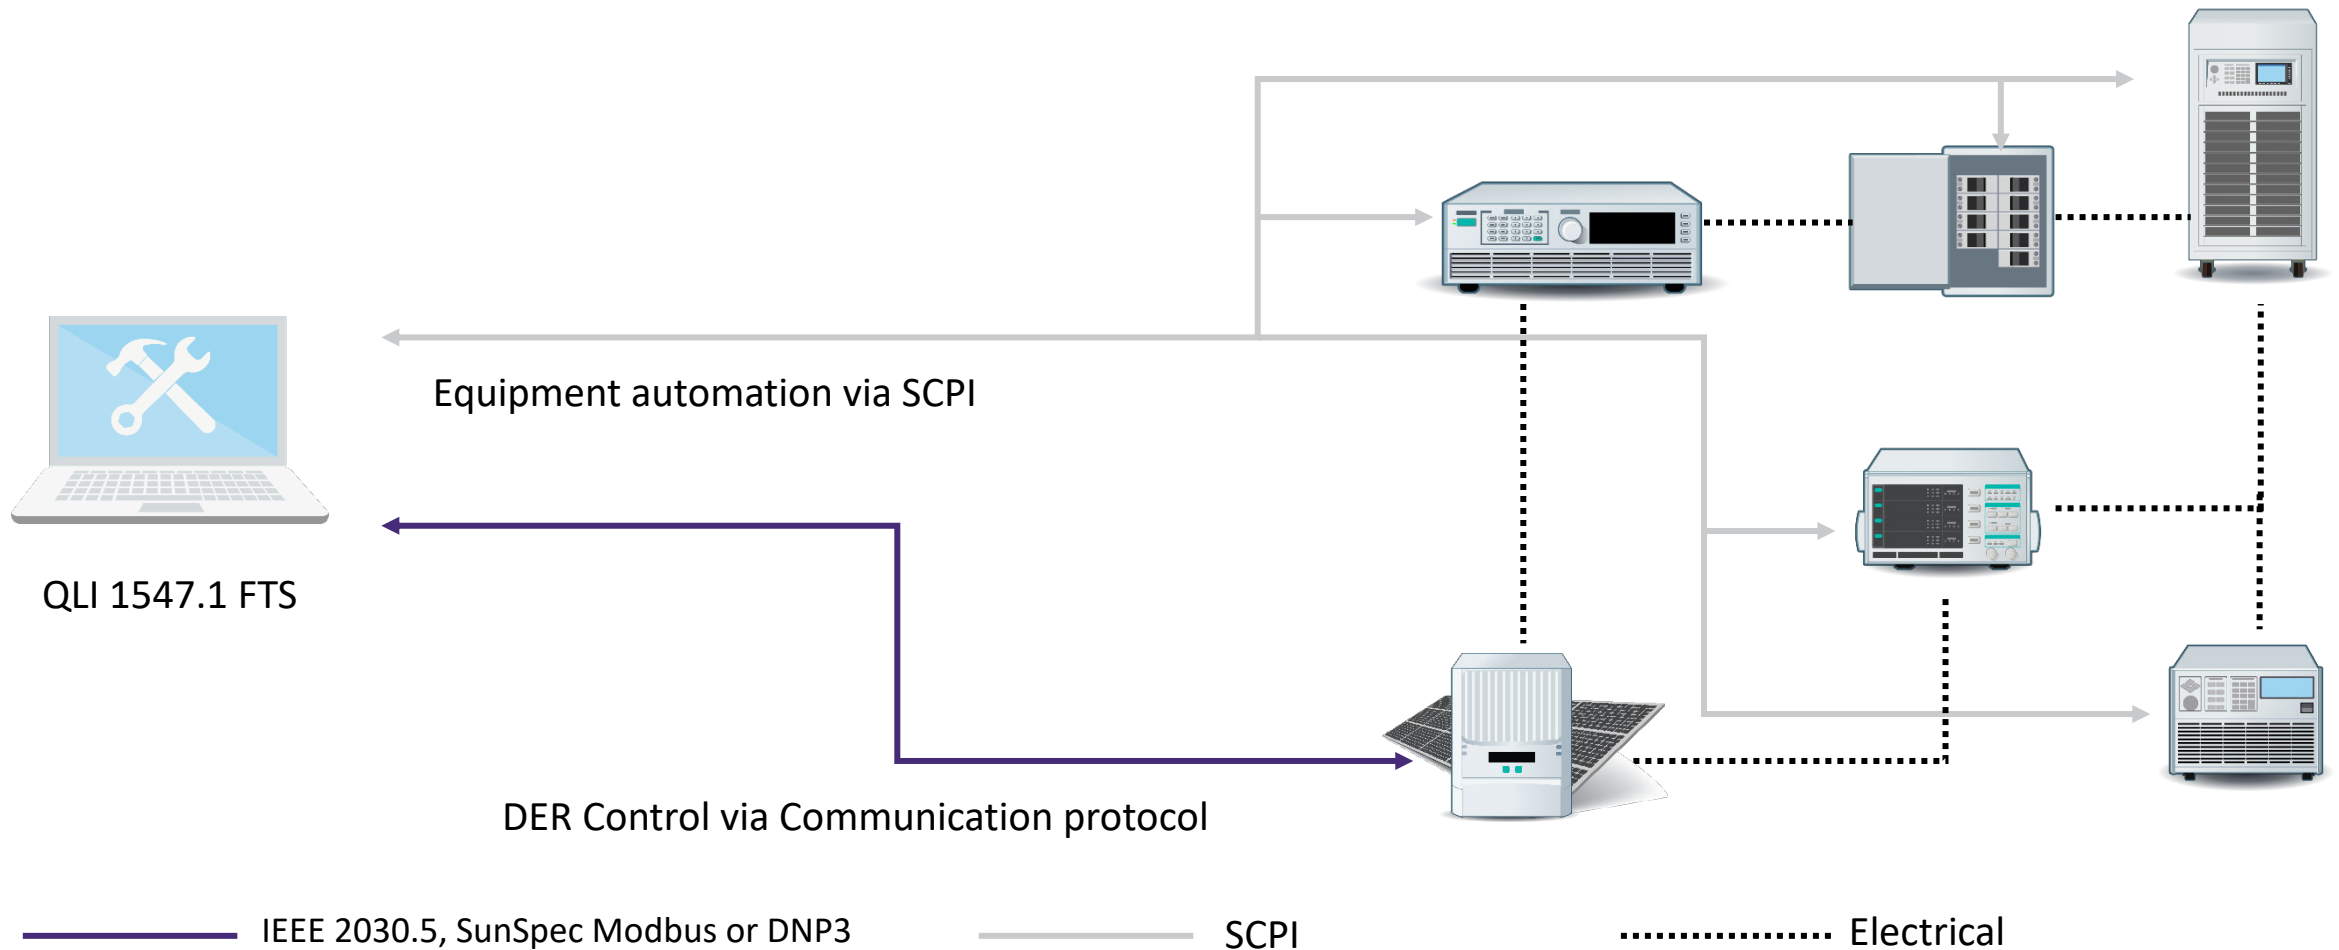 Equipment automation via SCPI
QLI 1547.1 FTS
DER Control via Communication protocol
IEEE 2030.5, SunSpec Modbus or DNP3
SCPI
Electrical